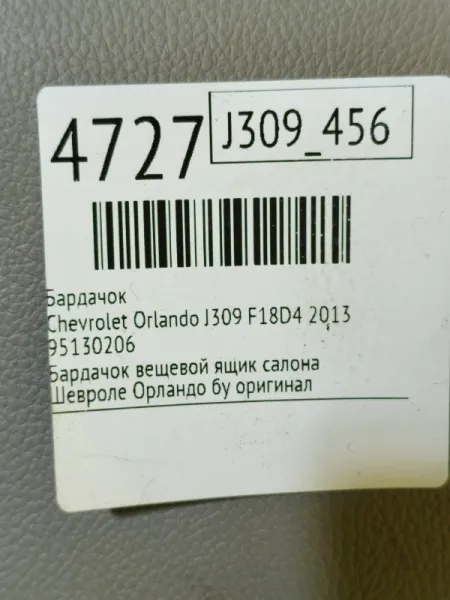 4727
J309_456
Бардачок
Chevrolet Orlando J309 F18D4 2013
95130206
Бардачок вещевой ящик салона
Шевроле Орландо бу оригинал